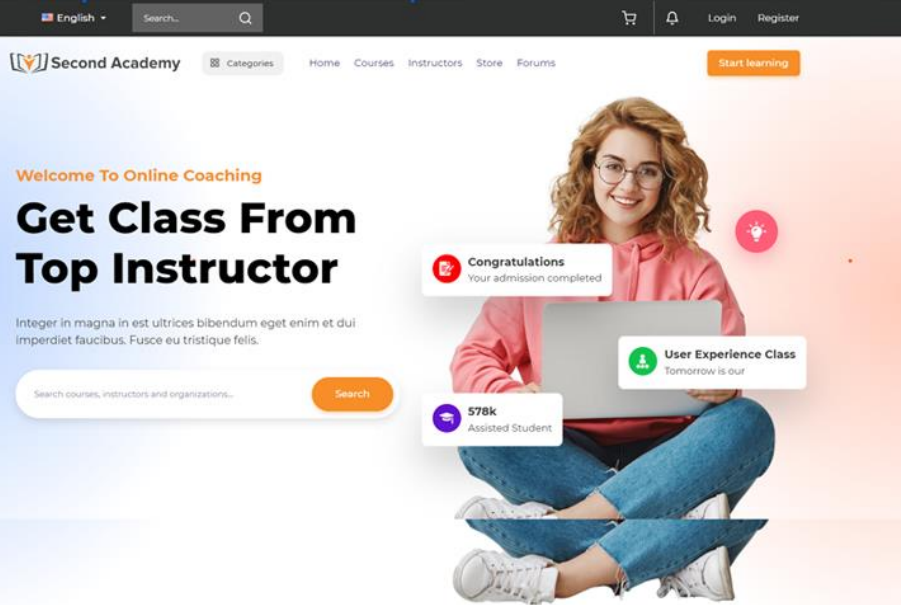 English
Search...
Login
Register
Second Academy
Categories
Home
Courses
Instructors
Store
Forums
Start learning
Welcome To Online Coaching
Get Class From
Top Instructor
Integer in magna in est ultrices bibendum eget enim et dui
imperdiet faucibus. Fusce eu tristique felis.
Search courses, instructors and organizations...
Search
Congratulations
Your admission completed
User Experience Class
Tomorrow is our
578k
Assisted Student